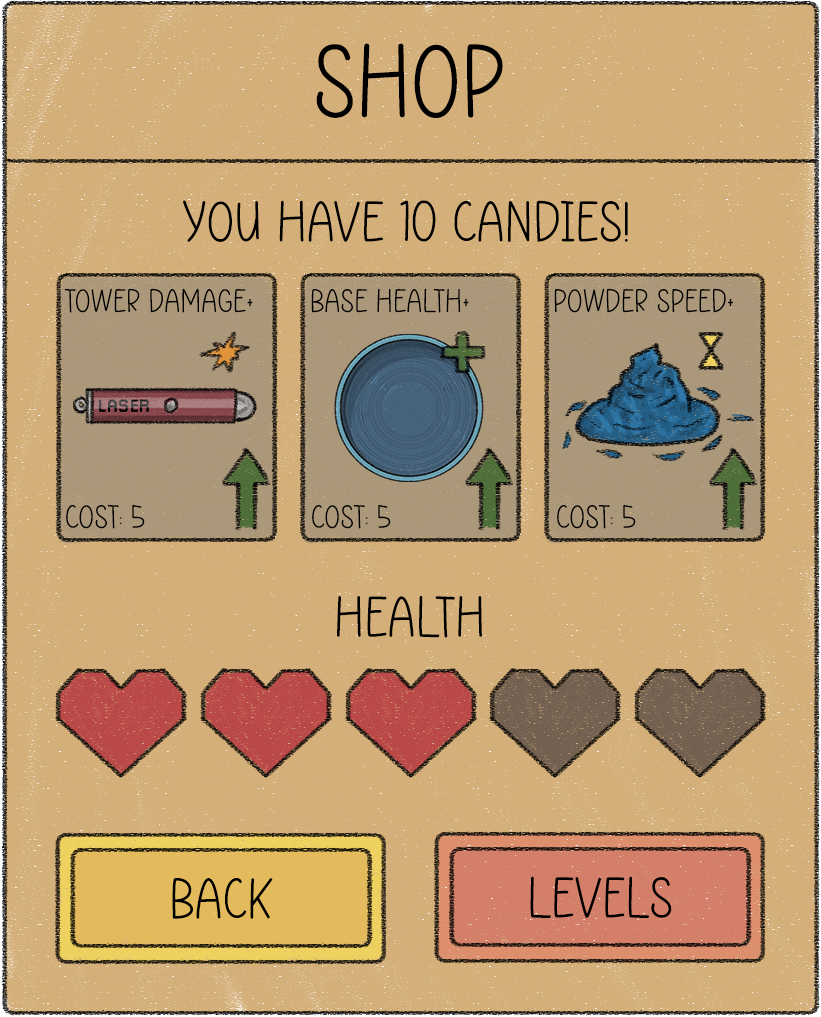 SHOP
YOU HAVE 10 CANDIES!
TOWER DAMAGE+
BASE HEALTH+
POWDER SPEED+
LASER
COST: 5
COST: 5
COST: 5
HEALTH
BACK
LEVELS